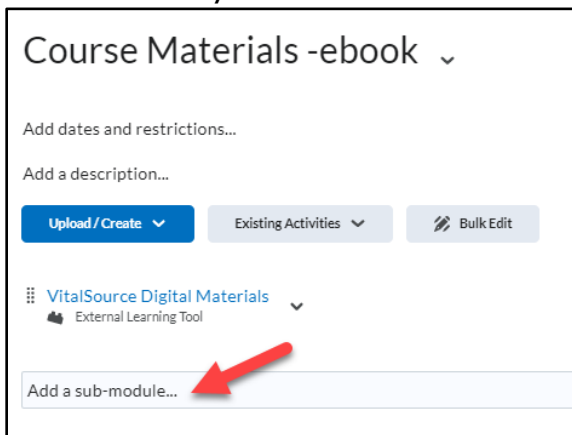 Course Materials -ebook
Add dates and restrictions...
Add a description...
Upload / Create Existing Activities Bulk Edit
VitalSource Digital Materials
External Learning Tool
Add a sub-module...